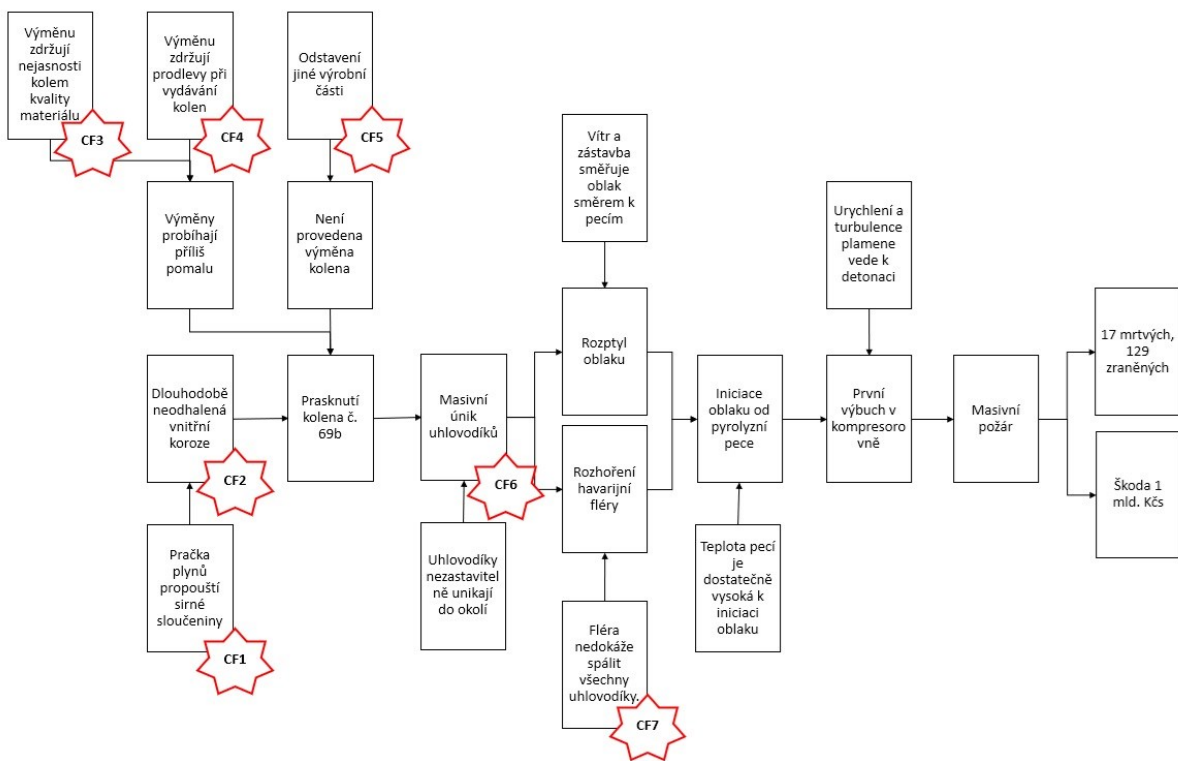 Výměnu
zdržují
nejasnosti
kolem
kvality
materiálu
CF3
Výměnu
zdržují
prodlevy při
vydávání
kolen
CF4
Odstavení
jiné výrobní
části
CF5
Výměny
probíhají
příliš
pomalu
Není
provedena
výměna
kolena
Vítr a
zástavba
směřuje
oblak
směrem k
pecím
Urychlení a
turbulence
plamene
vede k
detonaci
Dlouhodobě
neodhalená
vnitřní
koroze
CF2
Prasknutí
kolena č.
69b
Masivní
únik
uhlovodíků
CF6
Rozptyl
oblaku
Rozhoření
havarijní
fléry
Iniciace
oblaku od
pyrolyzní
pece
První
výbuch v
kompresoro
vně
Masivní
požár
17 mrtvých,
129
zraněných
Škoda 1
mld. Kčs
Pračka
plynů
propouští
sirné
sloučeniny
CF1
Uhlovodíky
nezastavitel
ně unikají
do okolí
Fléra
nedokáže
spálit
všechny
uhlovodíky.
CF7
Teplota pecí
je
dostatečně
vysoká k
iniciaci
oblaku